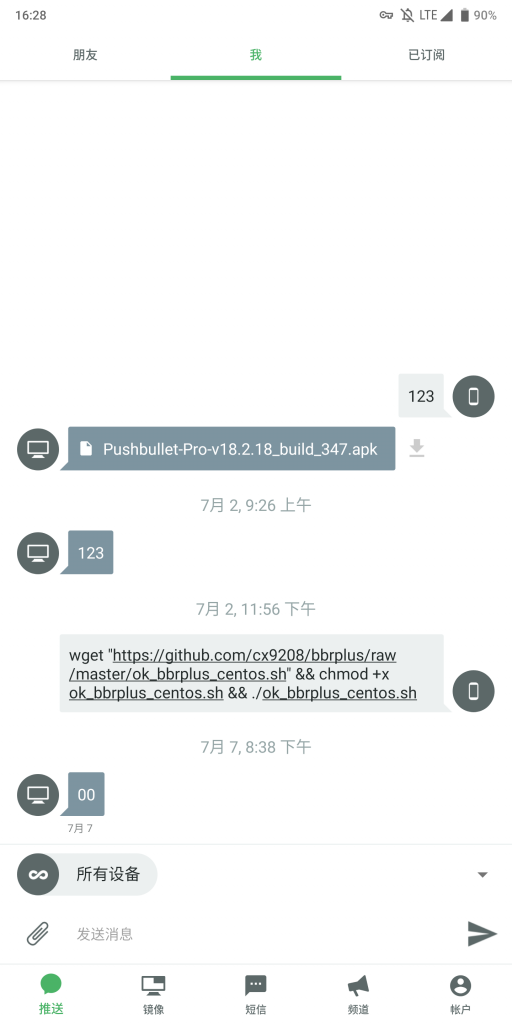 16:28
LTE
90%
朋友
我
已订阅
123
Pushbullet-Pro-v18.2.18_build_347.apk
7月 2, 9:26 上午
123
7月 2, 11:56 下午
wget "https://github.com/cx9208/bbrplus/raw
/master/ok_bbrplus_centos.sh" && chmod +x
ok_bbrplus_centos.sh && ./ok_bbrplus_centos.sh
7月 7, 8:38 下午
00
7月 7
所有设备
发送消息
推送
镜像
短信
频道
帐户